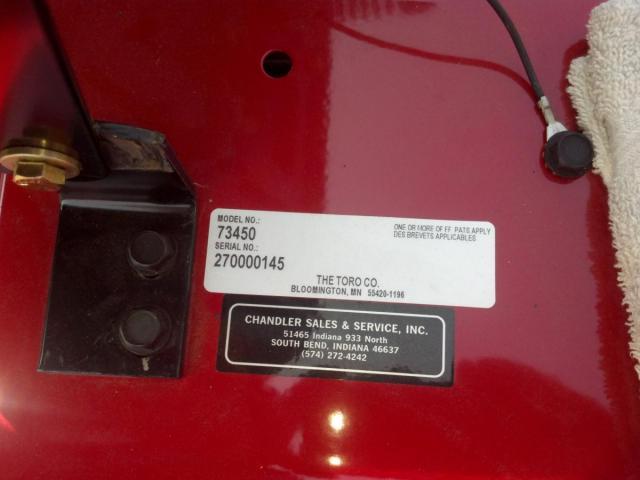 MODEL NO.:
73450
SERIAL NO.:
270000145
ONE OR MORE OF FF PATS APPLY
DES BREVETS APPLICABLES
THE TORO CO.
BLOOMINGTON, MN 55420-1196
CHANDLER SALES & SERVICE, INC.
51465 Indiana 933 North
SOUTH BEND, INDIANA 46637
(574) 272-4242